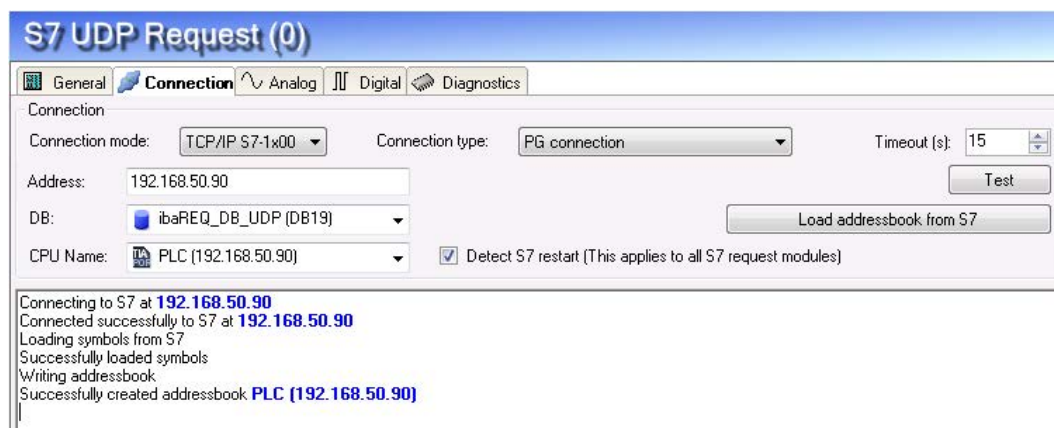 S7 UDP Request (0)
General Connection Analog Digital Diagnostics
Connection
Connection mode: TCP/IP S7-1x00 Connection type: PG connection Timeout (s): 15
Address: 192.168.50.90 Test
DB: ibaREQ_DB_UDP (DB19) Load addressbook from S7
CPU Name: PLC (192.168.50.90) Detect S7 restart (This applies to all S7 request modules)
Connecting to S7 at 192.168.50.90
Connected successfully to S7 at 192.168.50.90
Loading symbols from S7
Successfully loaded symbols
Writing addressbook
Successfully created addressbook PLC (192.168.50.90)